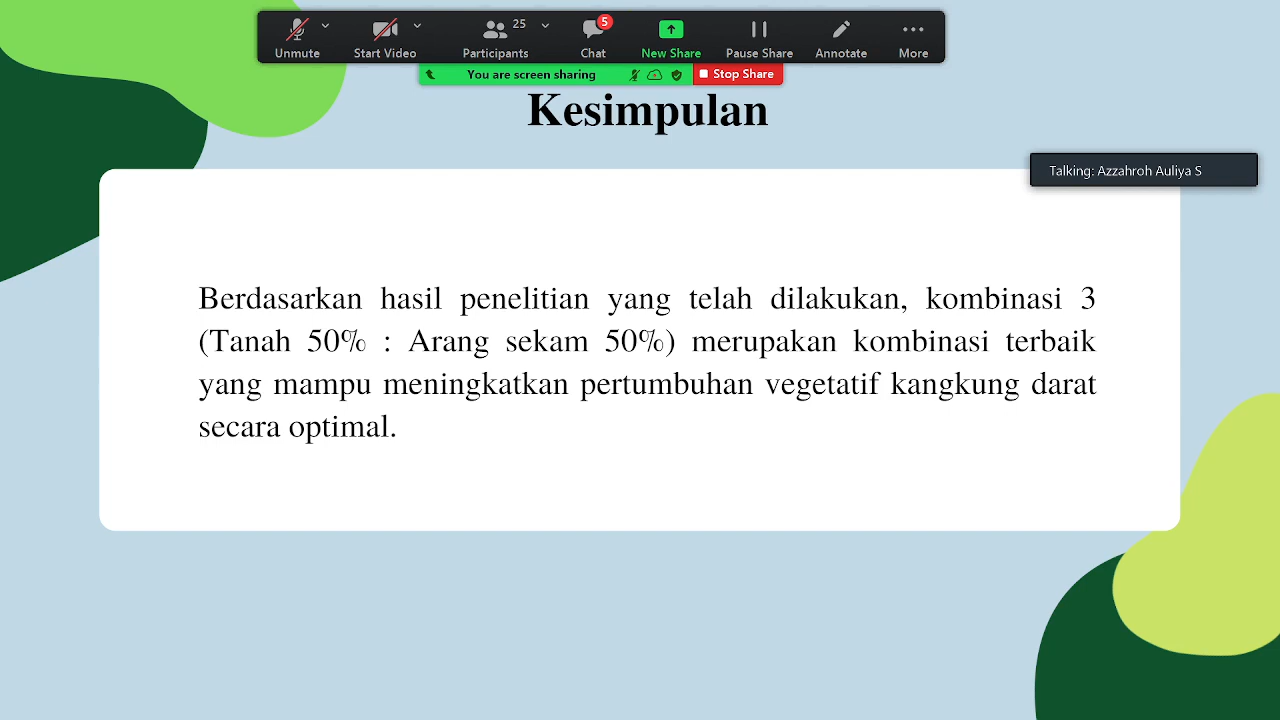 Unmute Start Video Participants 25 Chat 5 New Share Pause Share Annotate More
You are screen sharing Stop Share
Kesimpulan
Talking: Azzahroh Auliya S
Berdasarkan hasil penelitian yang telah dilakukan, kombinasi 3
(Tanah 50% : Arang sekam 50%) merupakan kombinasi terbaik
yang mampu meningkatkan pertumbuhan vegetatif kangkung darat
secara optimal.